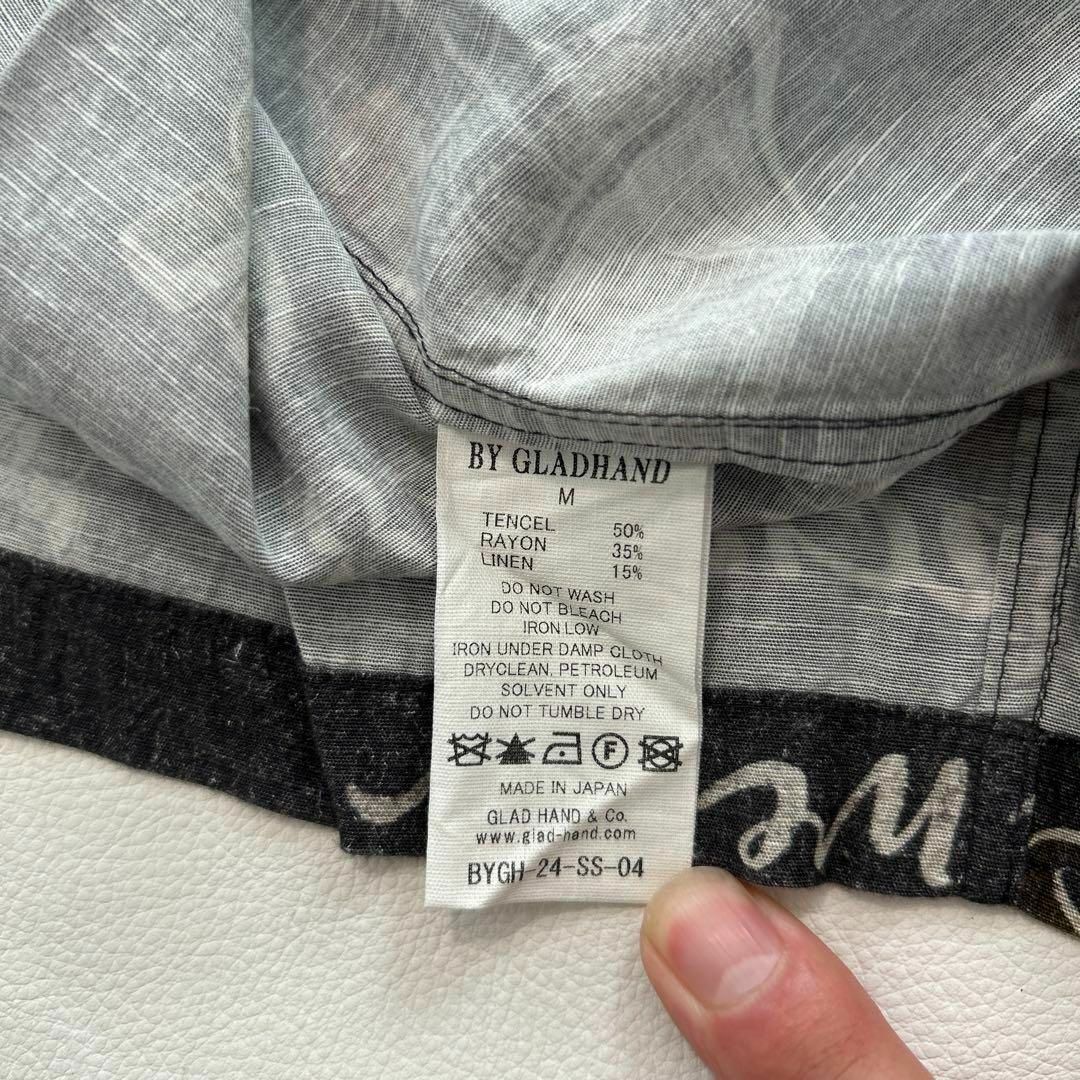 BY GLADHAND
M
TENCEL 50%
RAYON 35%
LINEN 15%
DO NOT WASH
DO NOT BLEACH
IRON LOW
IRON UNDER DAMP CLOTH
DRYCLEAN, PETROLEUM
SOLVENT ONLY
DO NOT TUMBLE DRY
F
MADE IN JAPAN
GLAD HAND & Co.
www.glad-hand.com
BYGH-24-SS-04